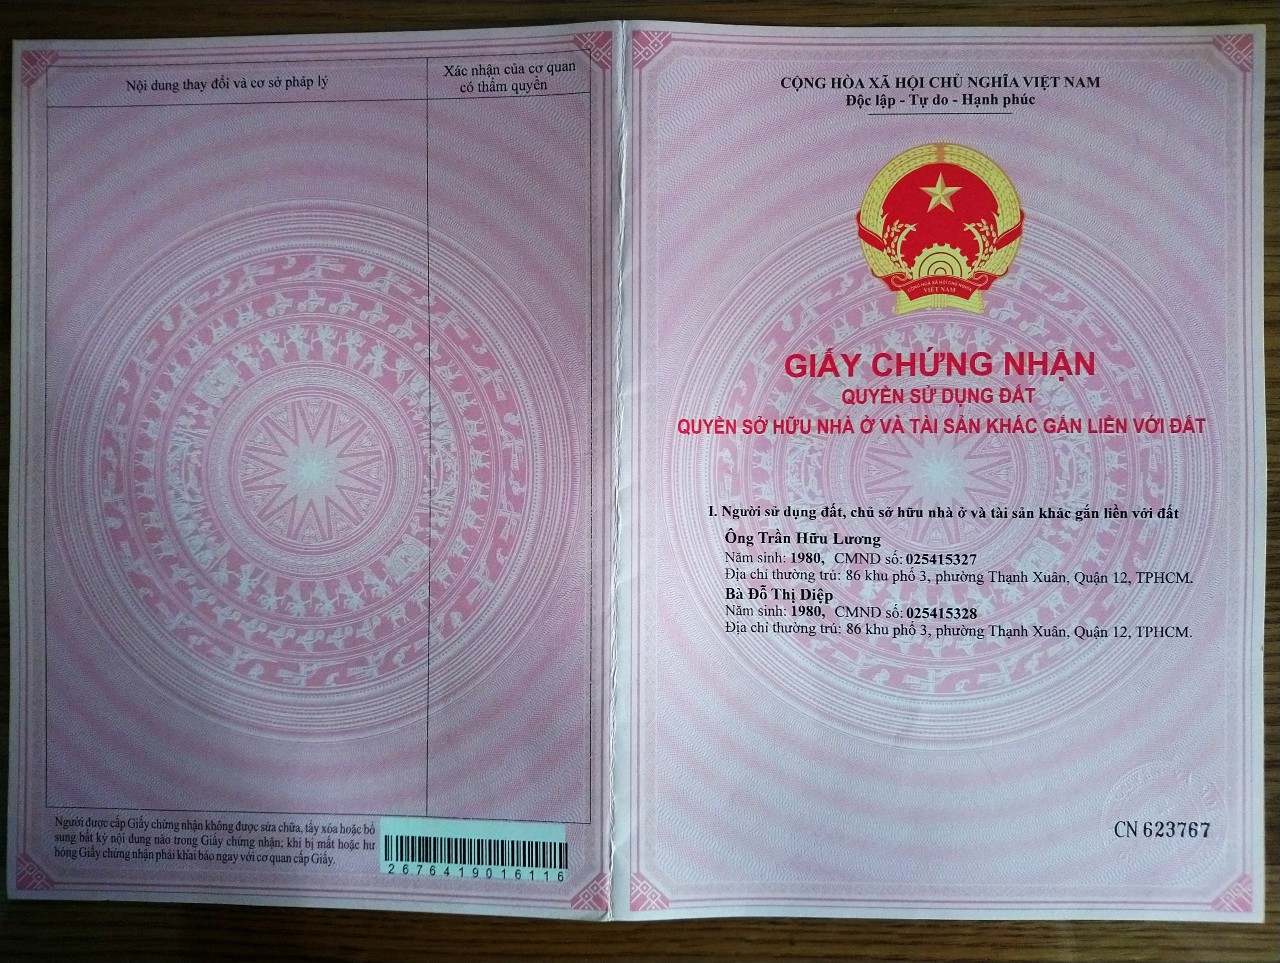 Nội dung thay đổi và cơ sở pháp lý
Xác nhận của cơ quan
có thẩm quyền
Người được cấp Giấy chứng nhận không được sửa chữa, tẩy xóa hoặc bổ
sung bất kỳ nội dung nào trong Giấy chứng nhận; khi bị mất hoặc hư
hỏng Giấy chứng nhận phải khai báo ngay với cơ quan cấp Giấy.
2676419016116
CỘNG HÒA XÃ HỘI CHỦ NGHĨA VIỆT NAM
Độc lập - Tự do - Hạnh phúc
CỘNG HÒA XÃ HỘI CHỦ NGHĨA
VIỆT NAM
GIẤY CHỨNG NHẬN
QUYỀN SỬ DỤNG ĐẤT
QUYỀN SỞ HỮU NHÀ Ở VÀ TÀI SẢN KHÁC GẮN LIỀN VỚI ĐẤT
I. Người sử dụng đất, chủ sở hữu nhà ở và tài sản khác gắn liền với đất
Ông Trần Hữu Lương
Năm sinh: 1980, CMND số: 025415327
Địa chỉ thường trú: 86 khu phố 3, phường Thạnh Xuân, Quận 12, TPHCM.
Bà Đỗ Thị Diệp
Năm sinh: 1980, CMND số: 025415328
Địa chỉ thường trú: 86 khu phố 3, phường Thạnh Xuân, Quận 12, TPHCM.
CN 623767